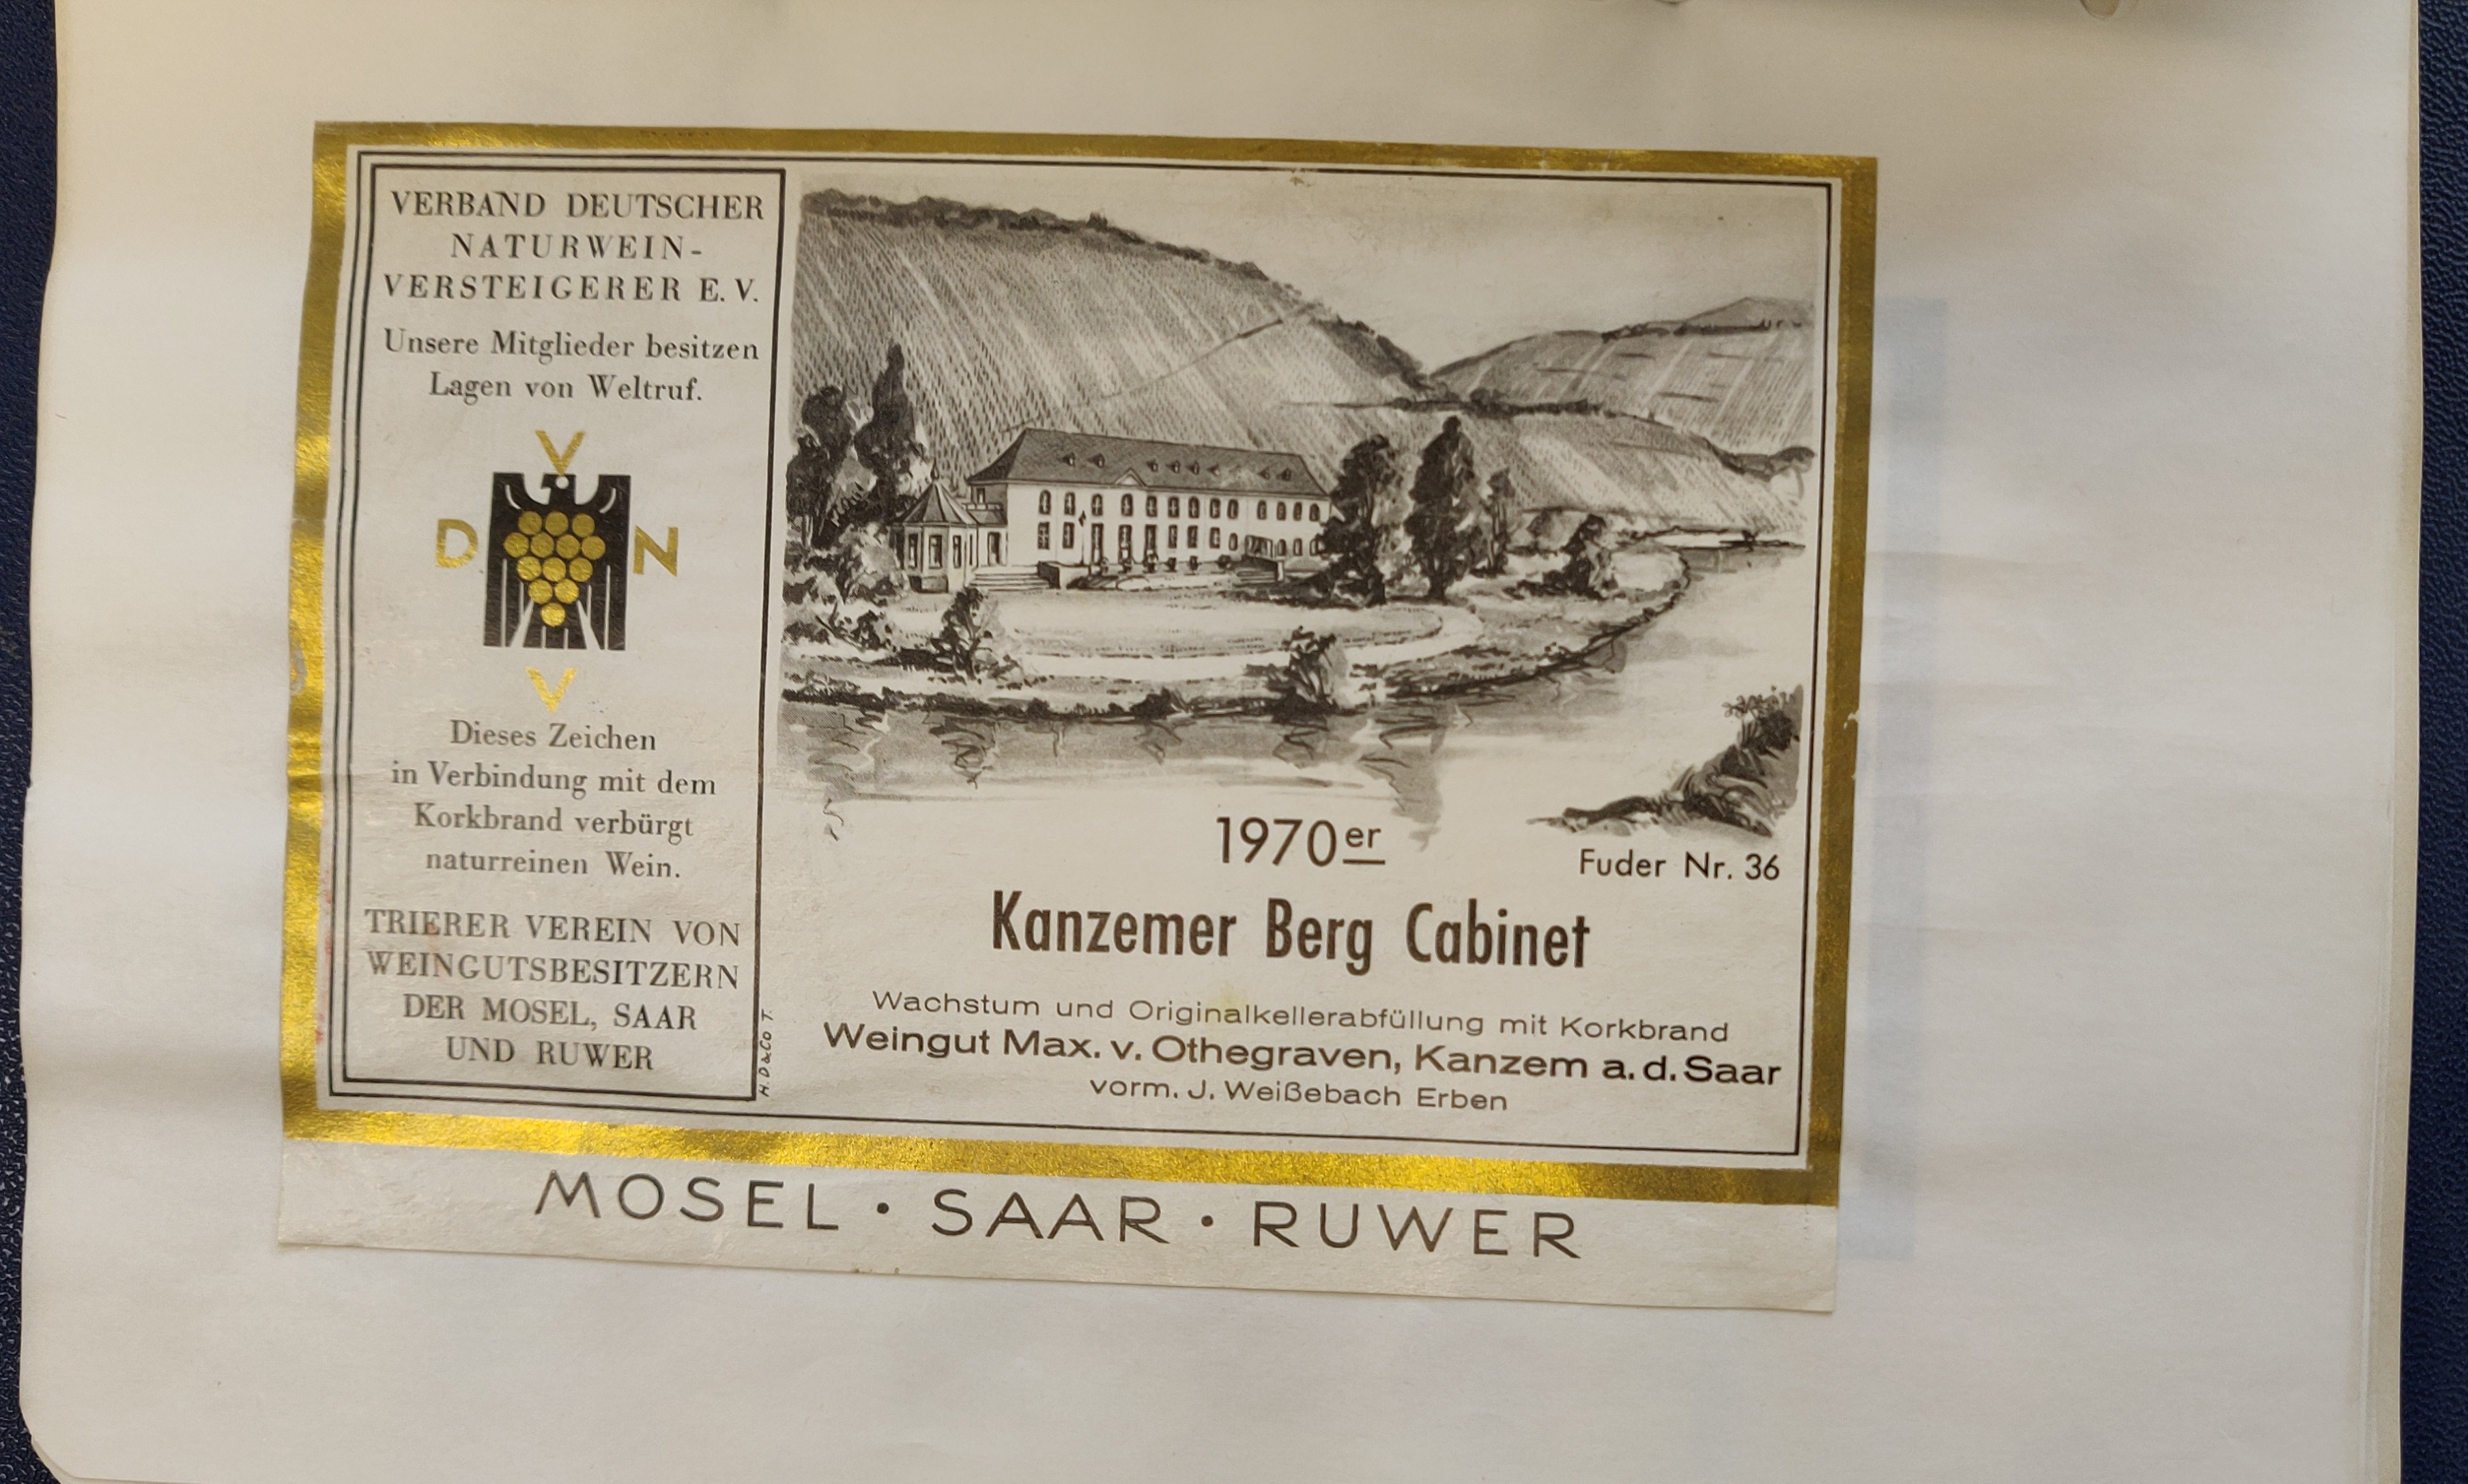 VERBAND DEUTSCHER
NATURWEIN-
VERSTEIGERER E. V.
Unsere Mitglieder besitzen
Lagen von Weltruf.
V
D N
V
Dieses Zeichen
in Verbindung mit dem
Korkbrand verbürgt
naturreinen Wein.
TRIERER VEREIN VON
WEINGUTSBESITZERN
DER MOSEL, SAAR
UND RUWER
H. D & Co T.
1970er
Fuder Nr. 36
Kanzemer Berg Cabinet
Wachstum und Originalkellerabfüllung mit Korkbrand
Weingut Max. v. Othegraven, Kanzem a. d. Saar
vorm. J. Weißebach Erben
MOSEL · SAAR · RUWER